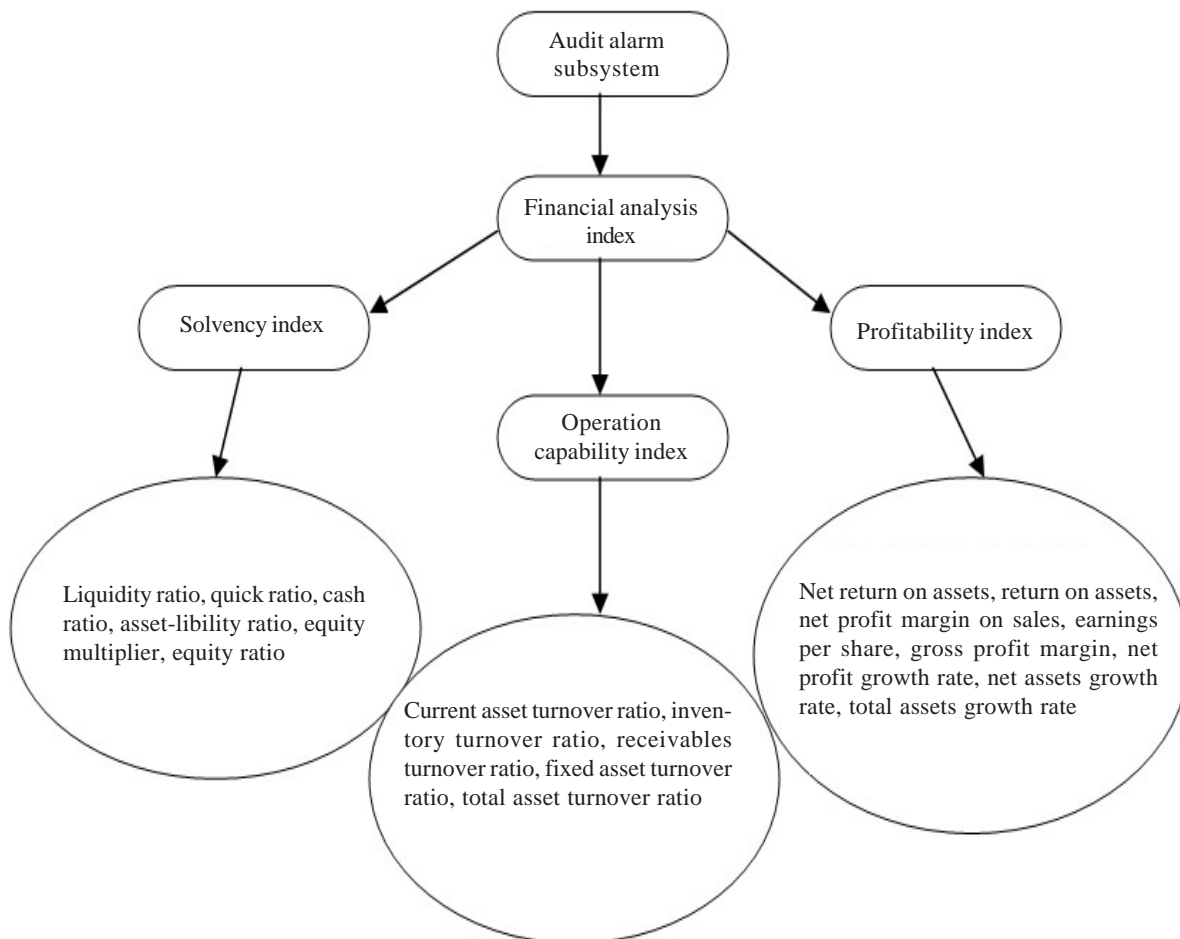 Audit alarm
subsystem
Financial analysis
index
Solvency index
Profitability index
Operation
capability index
Liquidity ratio, quick ratio, cash
ratio, asset-libility ratio, equity
multiplier, equity ratio
Net return on assets, return on assets,
net profit margin on sales, earnings
per share, gross profit margin, net
profit growth rate, net assets growth
rate, total assets growth rate
Current asset turnover ratio, inven-
tory turnover ratio, receivables
turnover ratio, fixed asset turnover
ratio, total asset turnover ratio